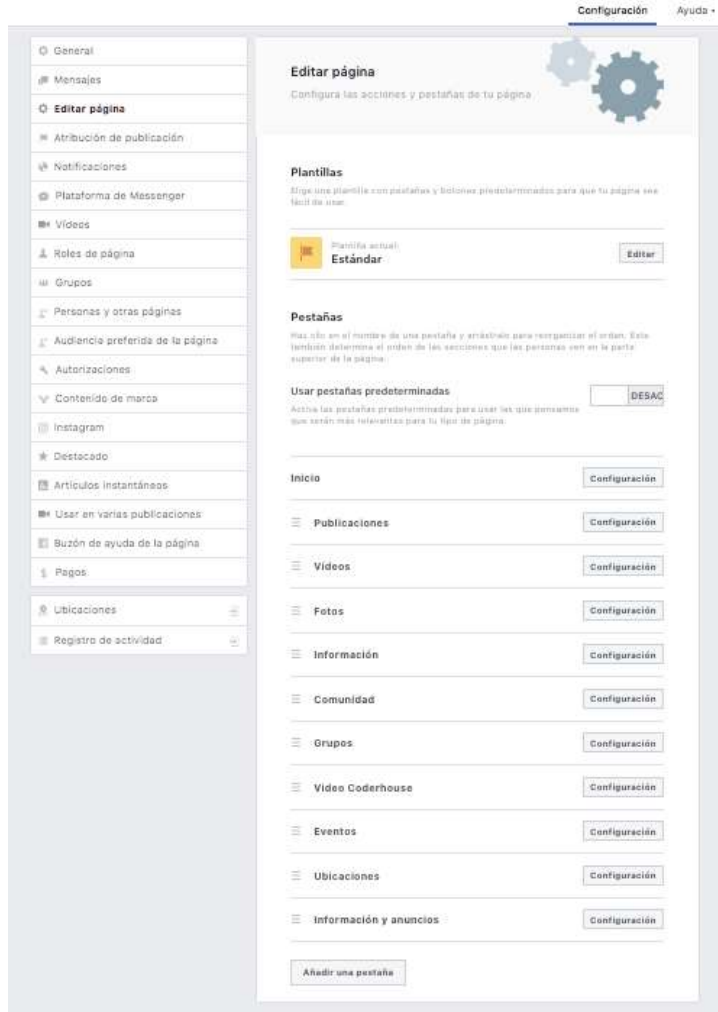 Configuración Ayuda
General
Mensajes
Editar página
Atribución de publicación
Notificaciones
Plataforma de Messenger
Vídeos
Roles de página
Grupos
Personas y otras páginas
Audiencia preferida de la página
Autorizaciones
Contenido de marca
Instagram
Destacado
Artículos instantáneos
Usar en varias publicaciones
Buzón de ayuda de la página
Pagos
Ubicaciones
Registro de actividad
Editar página
Configura las acciones y pestañas de tu página
Plantillas
Elige una plantilla con pestañas y botones predeterminados para que tu página sea
fácil de usar.
Plantilla actual:
Estándar
Editar
Pestañas
Haz clic en el nombre de una pestaña y arrástralo para reorganizar el orden. Esto
también determina el orden de las secciones que las personas ven en la parte
superior de la página.
Usar pestañas predeterminadas
DESAC
Activa las pestañas predeterminadas para usar las que pensamos
que serán más relevantes para tu tipo de página.
Inicio Configuración
Publicaciones Configuración
Vídeos Configuración
Fotos Configuración
Información Configuración
Comunidad Configuración
Grupos Configuración
Video Coderhouse Configuración
Eventos Configuración
Ubicaciones Configuración
Información y anuncios Configuración
Añadir una pestaña